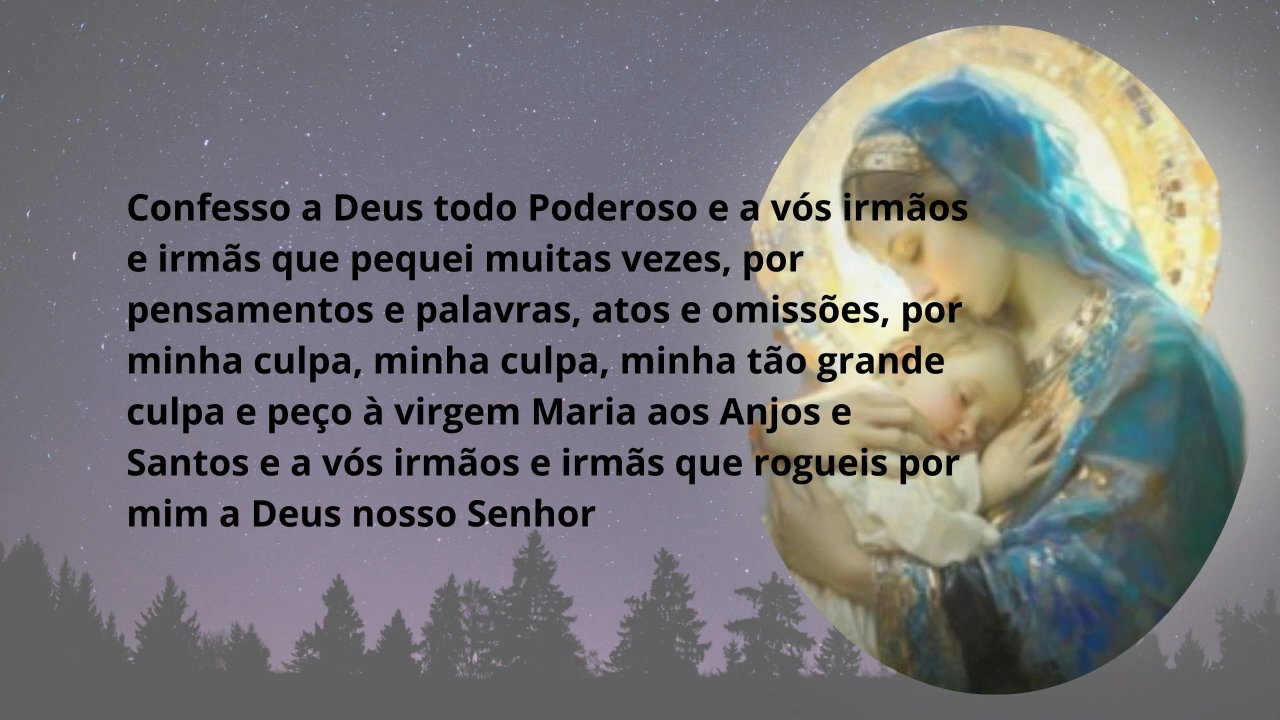 Confesso a Deus todo Poderoso e a vós irmãos
e irmãs que pequei muitas vezes, por
pensamentos e palavras, atos e omissões, por
minha culpa, minha culpa, minha tão grande
culpa e peço à virgem Maria aos Anjos e
Santos e a vós irmãos e irmãs que rogueis por
mim a Deus nosso Senhor